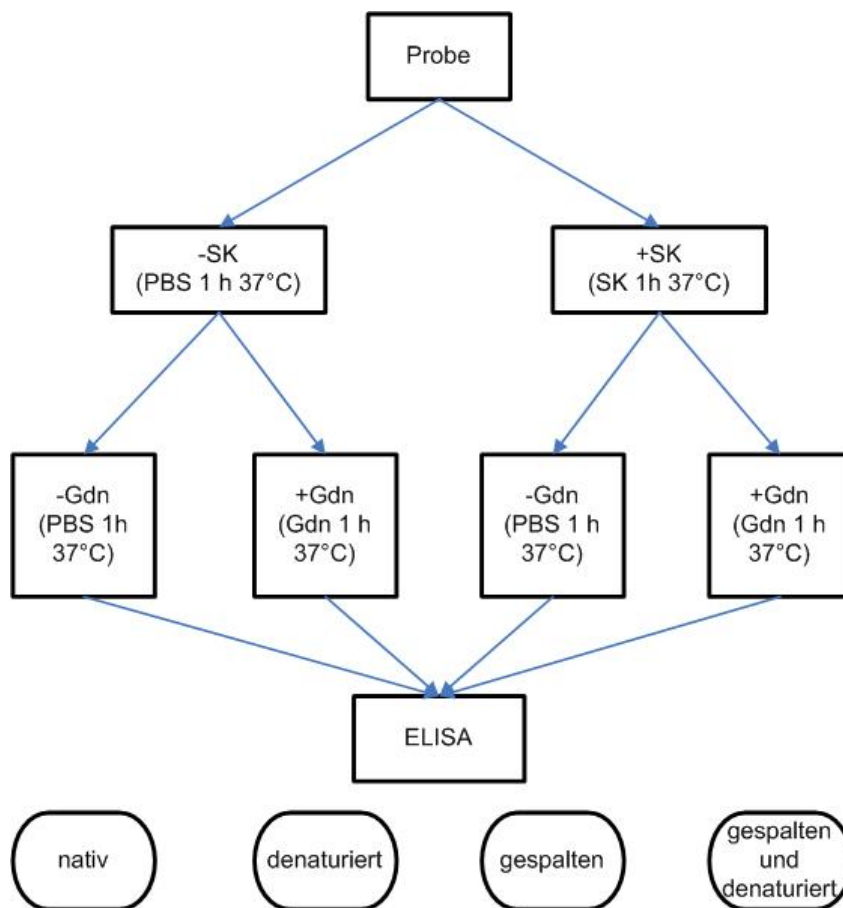 Probe
-SK
(PBS 1 h 37°C)
+SK
(SK 1h 37°C)
-Gdn
(PBS 1h
37°C)
+Gdn
(Gdn 1 h
37°C)
-Gdn
(PBS 1 h
37°C)
+Gdn
(Gdn 1 h
37°C)
ELISA
nativ
denaturiert
gespalten
gespalten
und
denaturiert